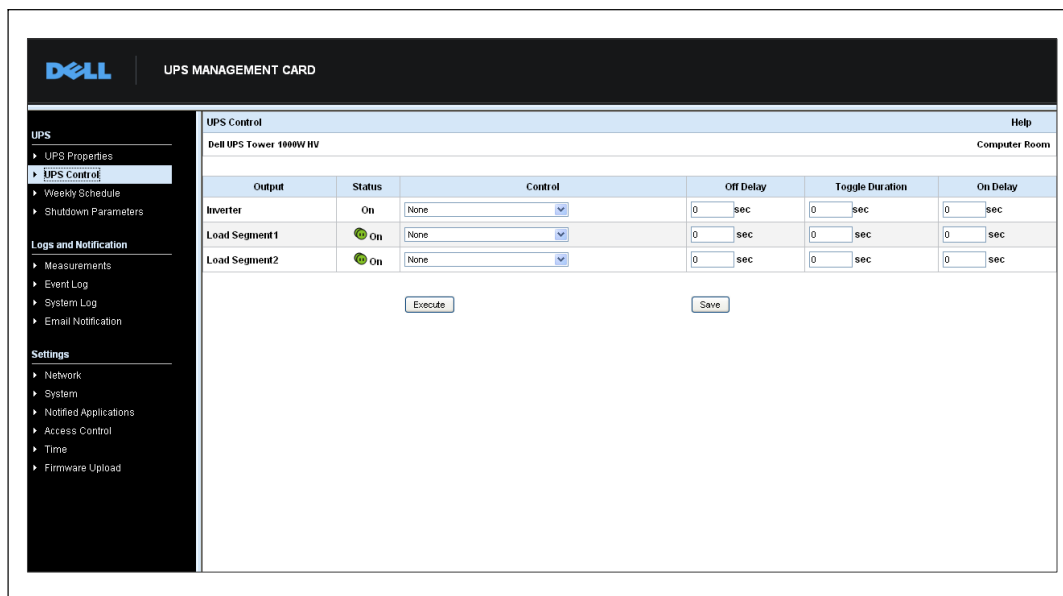 DELL
UPS MANAGEMENT CARD
UPS
UPS Properties
UPS Control
Weekly Schedule
Shutdown Parameters
Logs and Notification
Measurements
Event Log
System Log
Email Notification
Settings
Network
System
Notified Applications
Access Control
Time
Firmware Upload
UPS Control Help
Dell UPS Tower 1000W HV Computer Room
Output Status Control Off Delay Toggle Duration On Delay
Inverter On None 0 sec 0 sec 0 sec
Load Segment1 On None 0 sec 0 sec 0 sec
Load Segment2 On None 0 sec 0 sec 0 sec
Execute Save